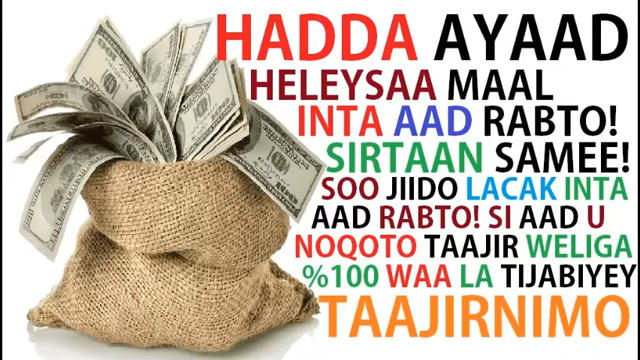 HADDA AYAAD
HELEYSAA MAAL
INTA AAD RABTO!
SIRTAAN SAMEE!
SOO JIIDO LACAK INTA
AAD RABTO! SI AAD U
NOQOTO TAAJIR WELIGA
%100 WAA LA TIJABIYEY
TAAJIRNIMO